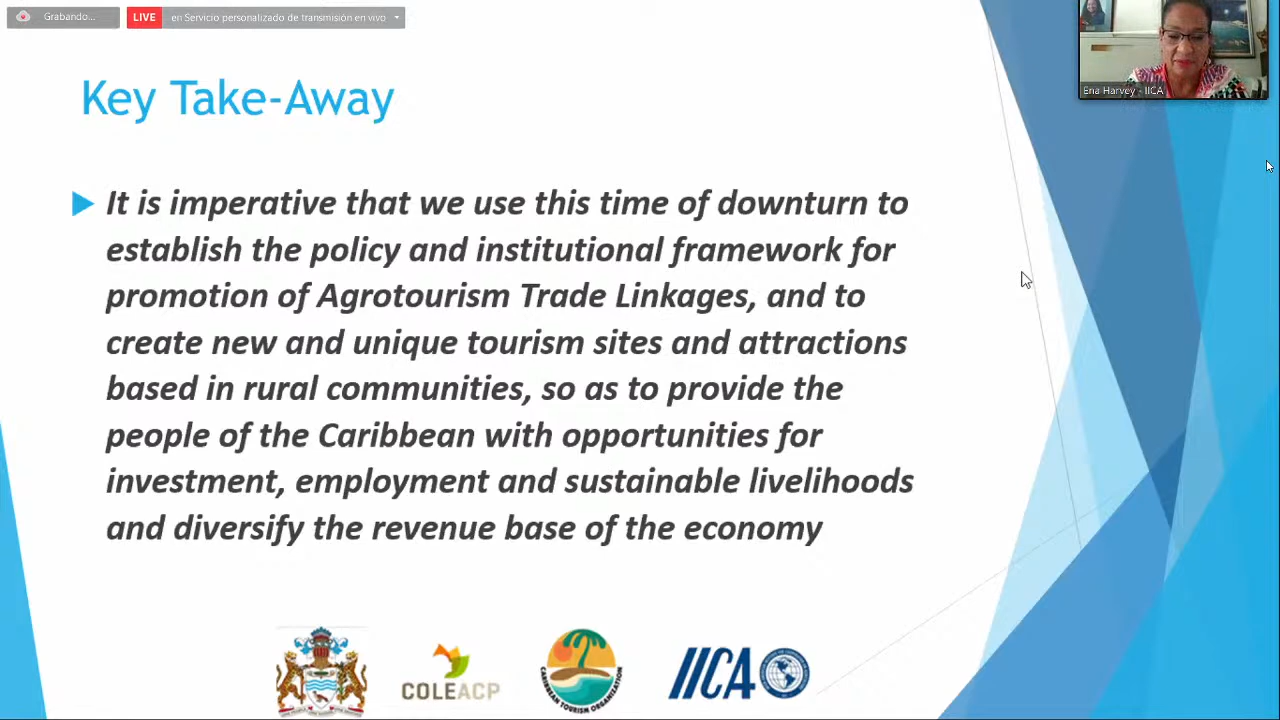 Grabando...
LIVE
en Servicio personalizado de transmisión en vivo
Ena Harvey - IICA
Key Take-Away
It is imperative that we use this time of downturn to
establish the policy and institutional framework for
promotion of Agrotourism Trade Linkages, and to
create new and unique tourism sites and attractions
based in rural communities, so as to provide the
people of the Caribbean with opportunities for
investment, employment and sustainable livelihoods
and diversify the revenue base of the economy
COLEACP
CARIBBEAN TOURISM ORGANIZATION
IICA